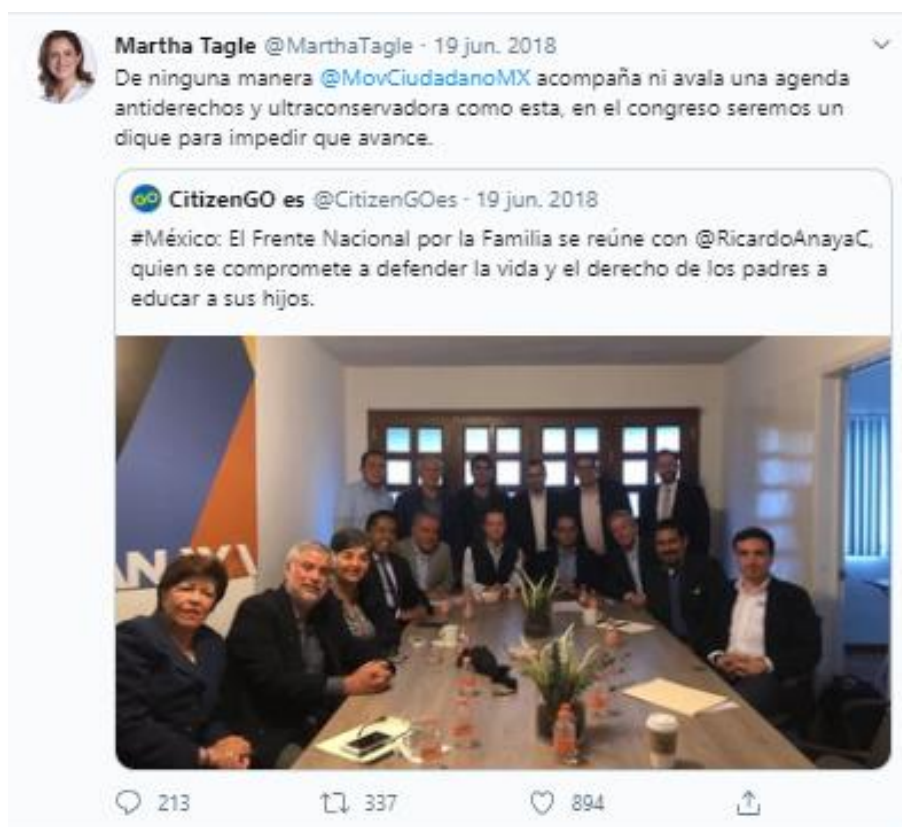 Martha Tagle @MarthaTagle · 19 jun. 2018
De ninguna manera @MovCiudadanoMX acompaña ni avala una agenda
antiderechos y ultraconservadora como esta, en el congreso seremos un
dique para impedir que avance.
CitizenGO es @CitizenGOes · 19 jun. 2018
#México: El Frente Nacional por la Familia se reúne con @RicardoAnayaC,
quien se compromete a defender la vida y el derecho de los padres a
educar a sus hijos.
ANAYA
213
337
894